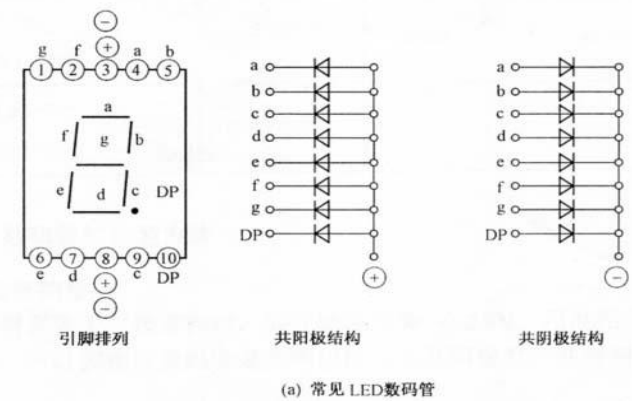 ⊖
g f ⊕ a b
① ② ③ ④ ⑤
a
f g b
e d c DP
⑥ ⑦ ⑧ ⑨ ⑩
e d ⊕ c DP
⊖
引脚排列
a
b
c
d
e
f
g
DP
⊕
共阳极结构
a
b
c
d
e
f
g
DP
⊖
共阴极结构
(a) 常见 LED数码管